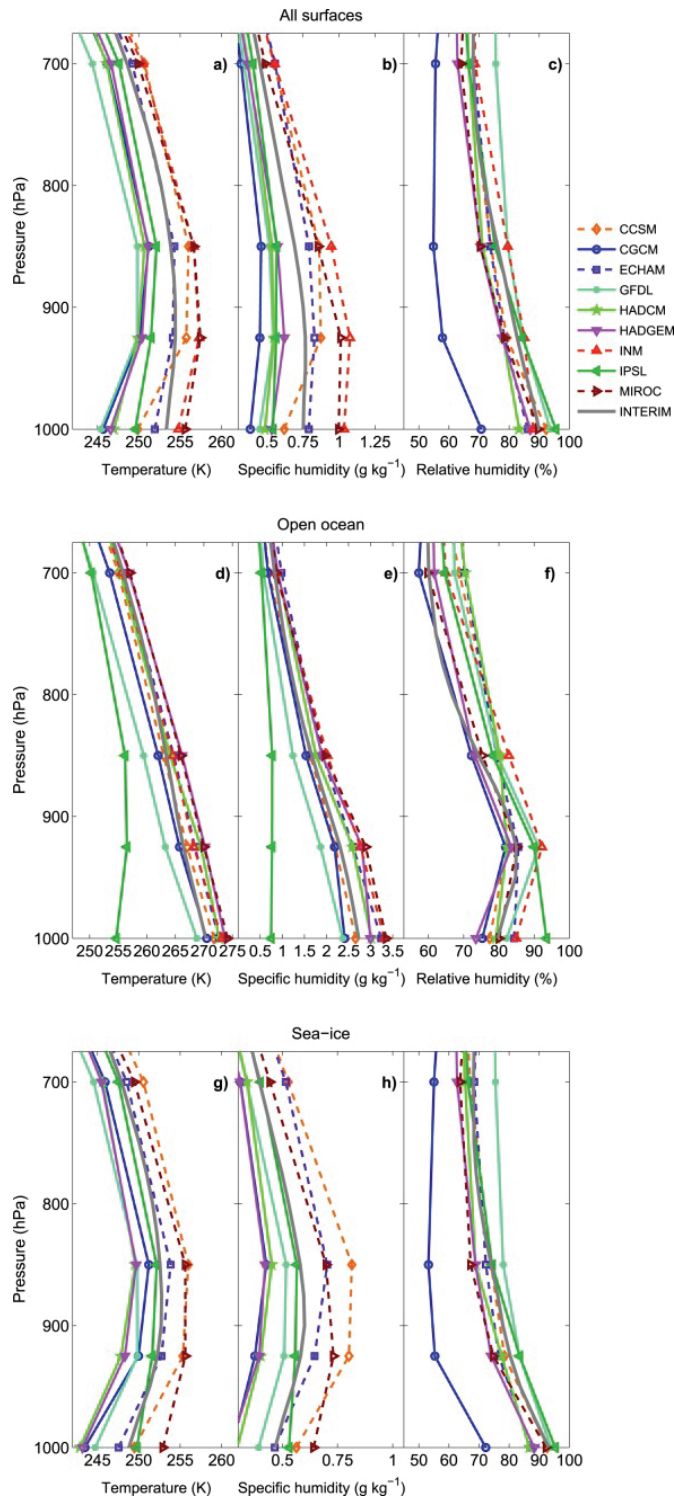 All surfaces
a) b) c)
700
800
900
1000
Pressure (hPa)
245 250 255 260 0.5 0.75 1 1.25 50 60 70 80 90 100
Temperature (K) Specific humidity (g kg⁻¹) Relative humidity (%)
CCSM
CGCM
ECHAM
GFDL
HADCM
HADGEM
INM
IPSL
MIROC
INTERIM
Open ocean
d) e) f)
700
800
900
1000
Pressure (hPa)
250 255 260 265 270 275 0.5 1 1.5 2 2.5 3 3.5 60 70 80 90 100
Temperature (K) Specific humidity (g kg⁻¹) Relative humidity (%)
Sea−ice
g) h)
700
800
900
1000
Pressure (hPa)
245 250 255 260 0.5 0.75 1 50 60 70 80 90 100
Temperature (K) Specific humidity (g kg⁻¹) Relative humidity (%)